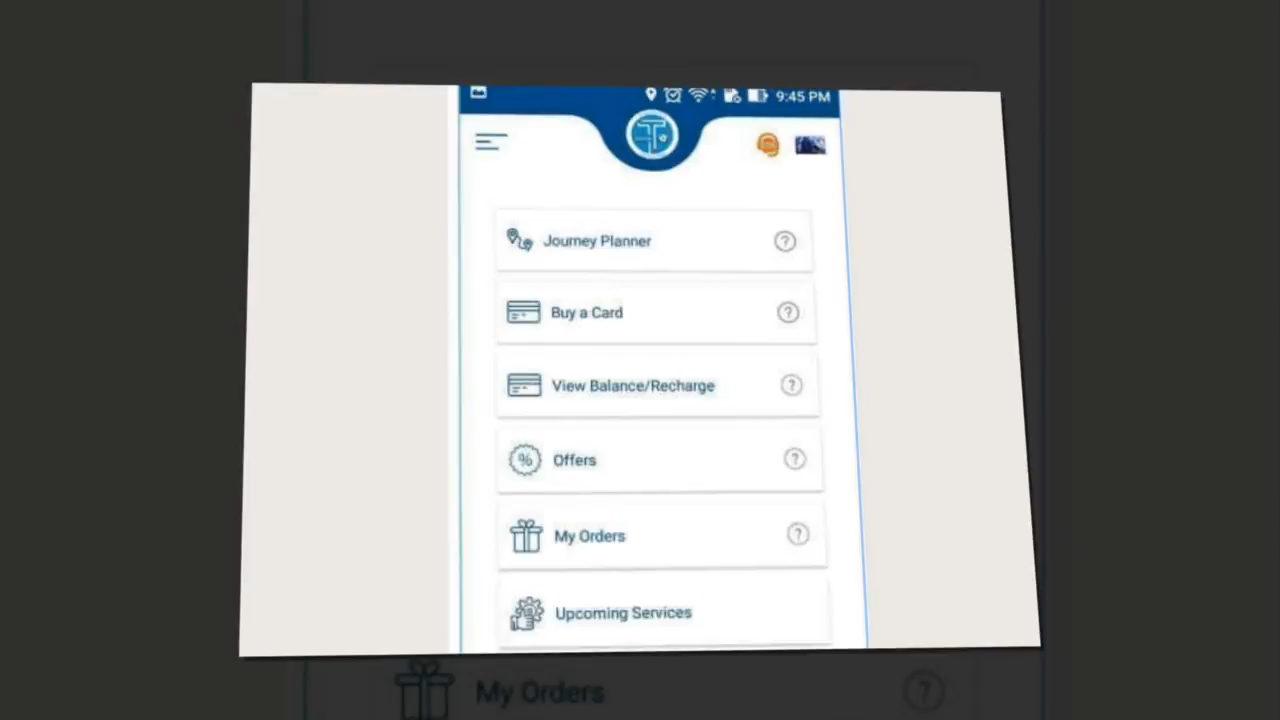 9:45 PM
T
Journey Planner ?
Buy a Card ?
View Balance/Recharge ?
% Offers ?
My Orders ?
Upcoming Services
My Orders ?